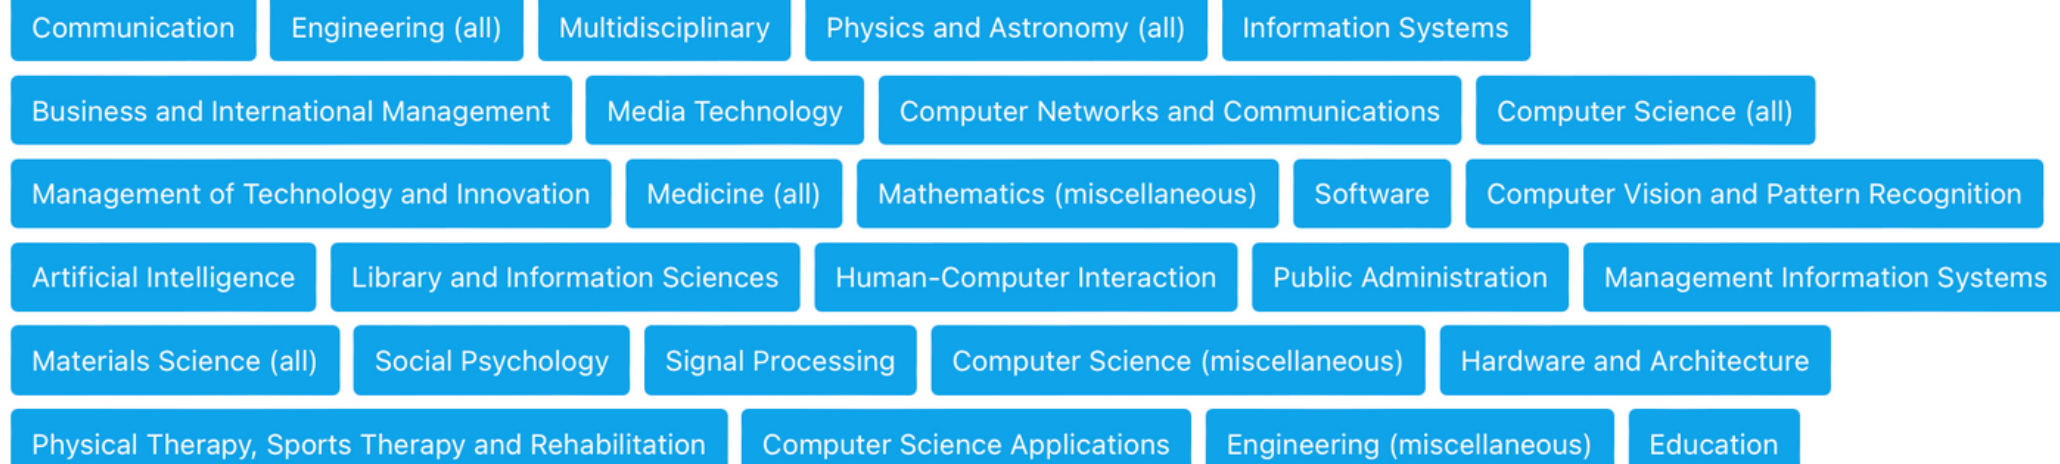 Communication Engineering (all) Multidisciplinary Physics and Astronomy (all) Information Systems
Business and International Management Media Technology Computer Networks and Communications Computer Science (all)
Management of Technology and Innovation Medicine (all) Mathematics (miscellaneous) Software Computer Vision and Pattern Recognition
Artificial Intelligence Library and Information Sciences Human-Computer Interaction Public Administration Management Information Systems
Materials Science (all) Social Psychology Signal Processing Computer Science (miscellaneous) Hardware and Architecture
Physical Therapy, Sports Therapy and Rehabilitation Computer Science Applications Engineering (miscellaneous) Education